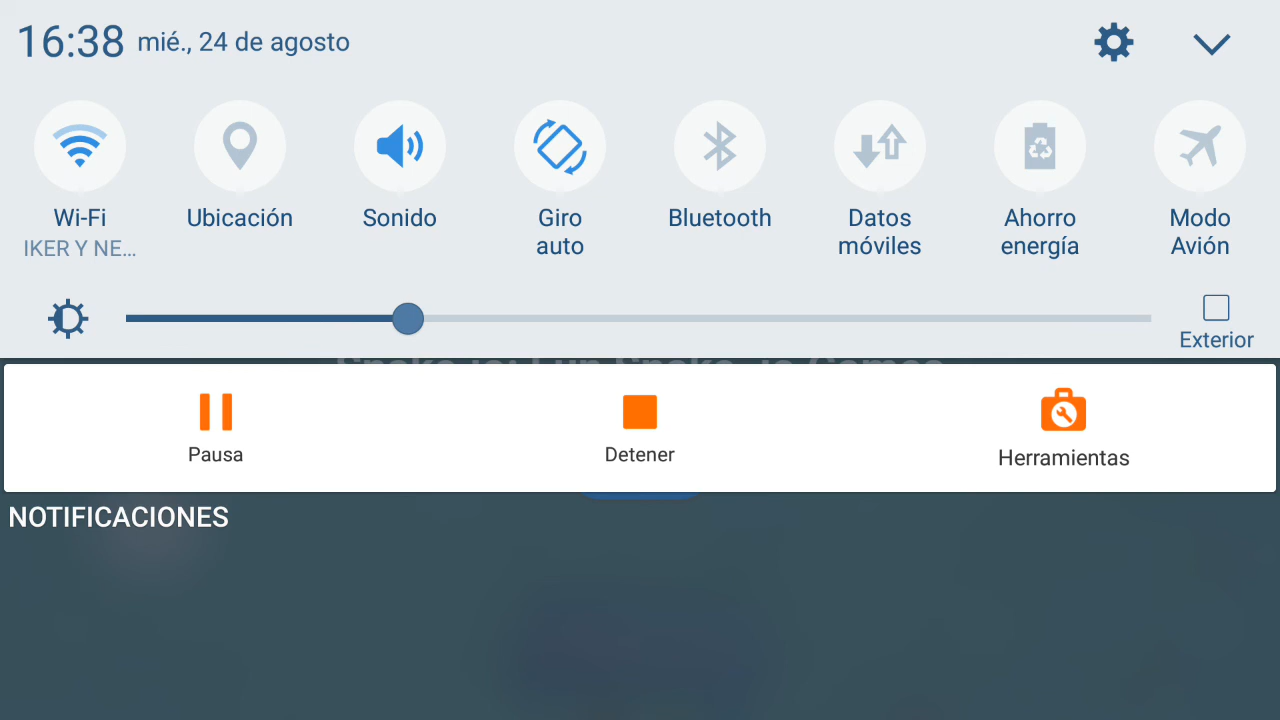 16:38 mié., 24 de agosto
Wi-Fi Ubicación Sonido Giro auto Bluetooth Datos móviles Ahorro energía Modo Avión
IKER Y NE...
Exterior
Pausa Detener Herramientas
NOTIFICACIONES